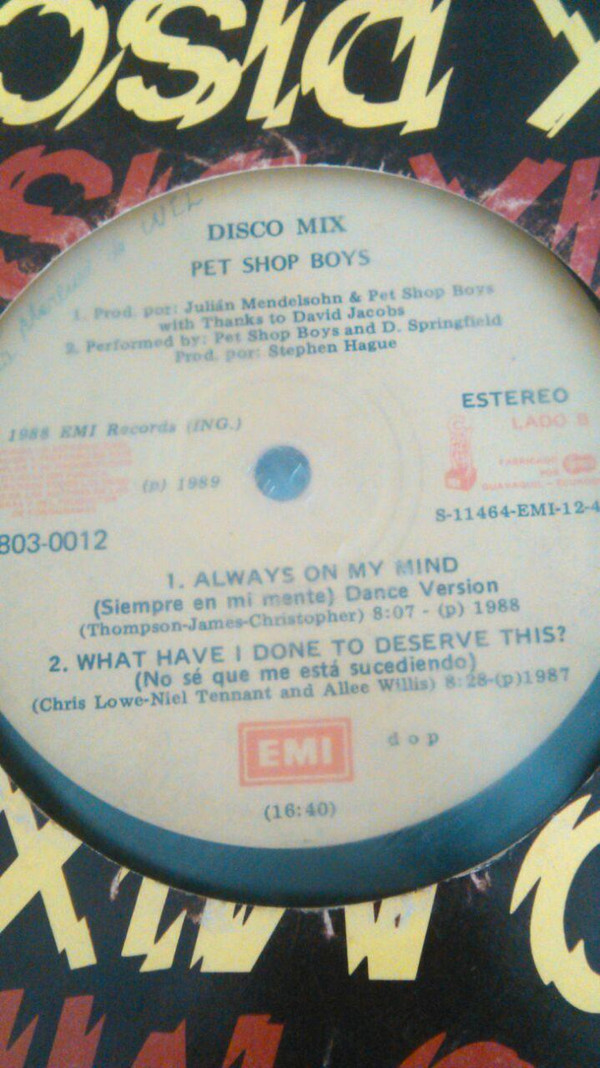 DISCO MIX
PET SHOP BOYS
1. Prod. por: Julián Mendelsohn & Pet Shop Boys
with Thanks to David Jacobs
2. Performed by: Pet Shop Boys and D. Springfield
Prod. por: Stephen Hague
ESTEREO
LADO B
1988 EMI Records (ING.)
FABRICADO
POR
GUAYAQUIL - ECUADOR
(p) 1989
S-11464-EMI-12-4
803-0012
1. ALWAYS ON MY MIND
(Siempre en mi mente) Dance Version
(Thompson-James-Christopher) 8:07 - (p) 1988
2. WHAT HAVE I DONE TO DESERVE THIS?
(No sé que me está sucediendo)
(Chris Lowe-Niel Tennant and Allee Willis) 8:28-(p)1987
EMI
dop
(16:40)